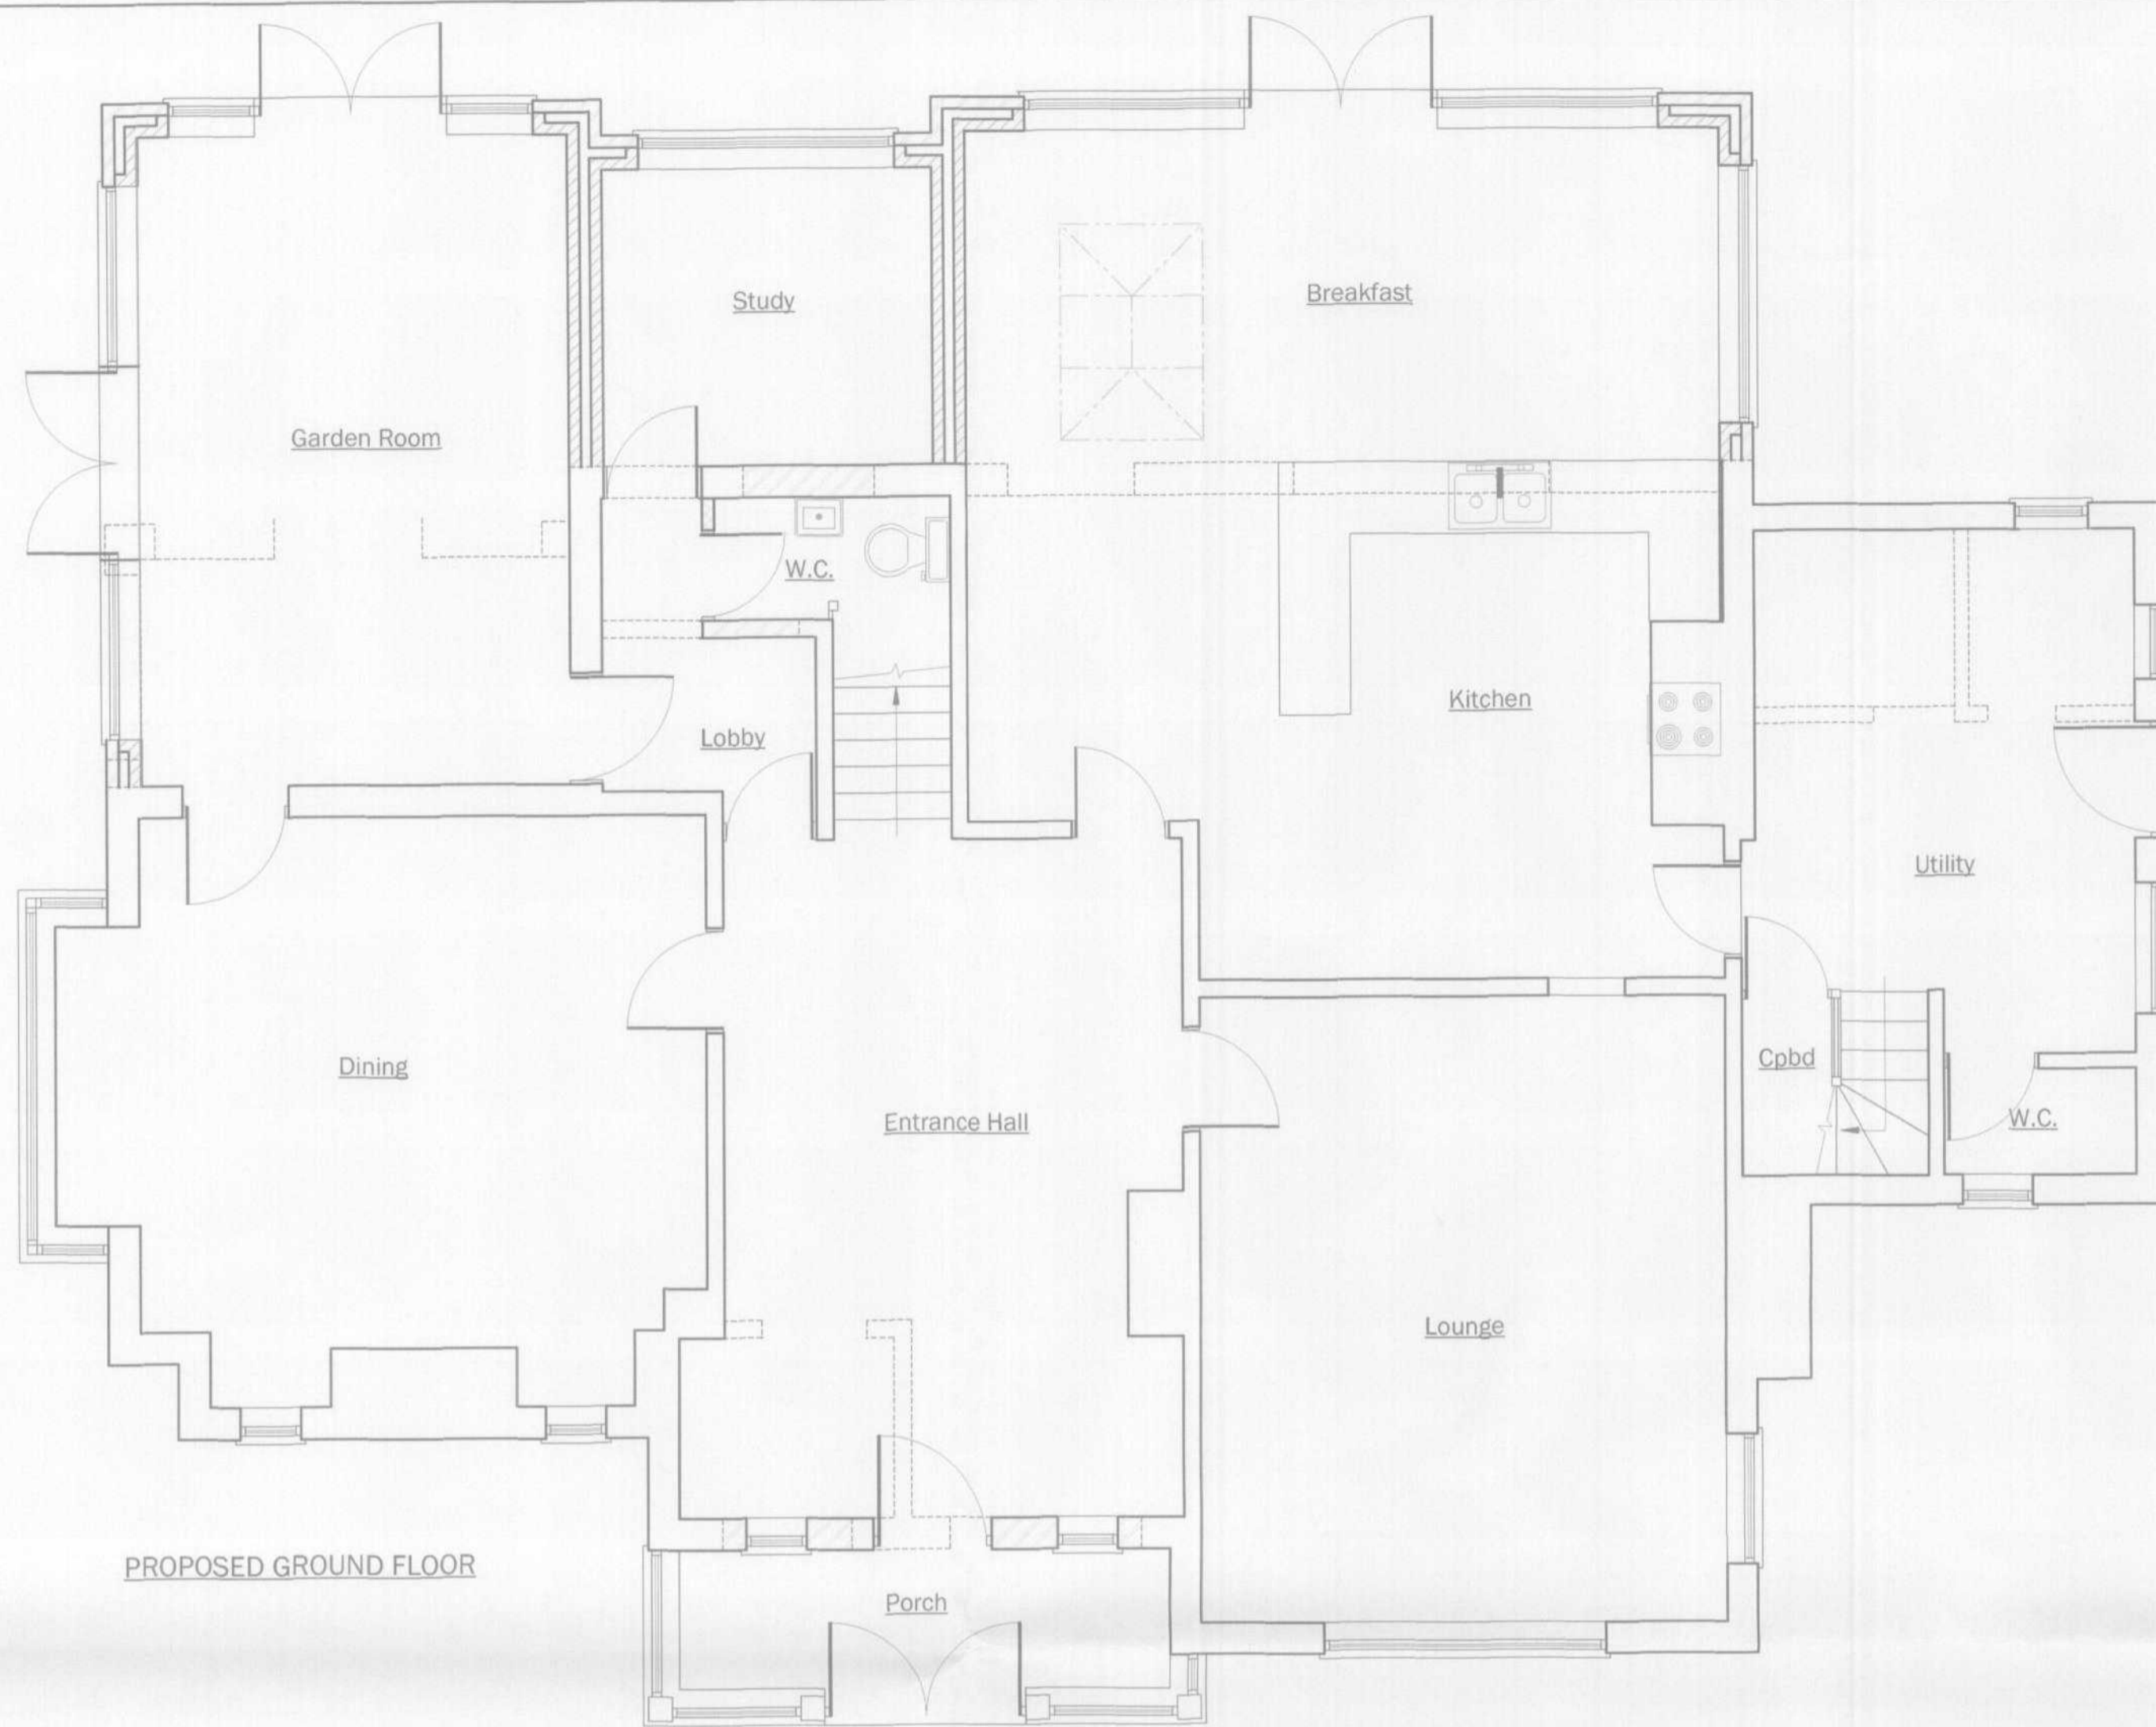 Study
Breakfast
Garden Room
W.C.
Kitchen
Lobby
Utility
Dining
Cpbd
Entrance Hall
W.C.
Lounge
PROPOSED GROUND FLOOR
Porch